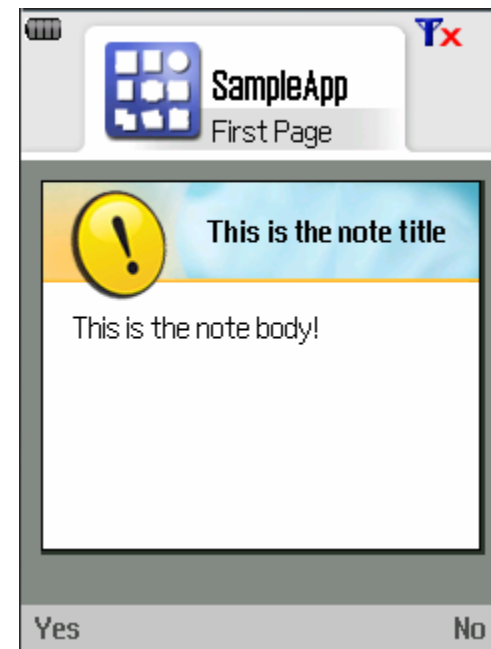 SampleApp
First Page
This is the note title
This is the note body!
Yes No